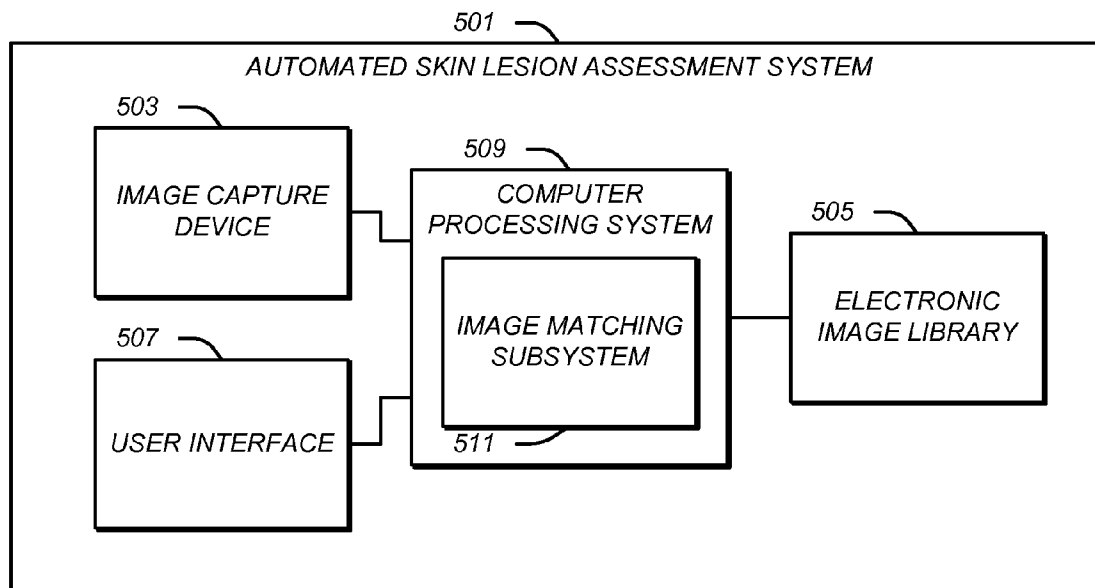 501
AUTOMATED SKIN LESION ASSESSMENT SYSTEM
503
IMAGE CAPTURE
DEVICE
509
COMPUTER
PROCESSING SYSTEM
505
ELECTRONIC
IMAGE LIBRARY
IMAGE MATCHING
SUBSYSTEM
507
USER INTERFACE
511